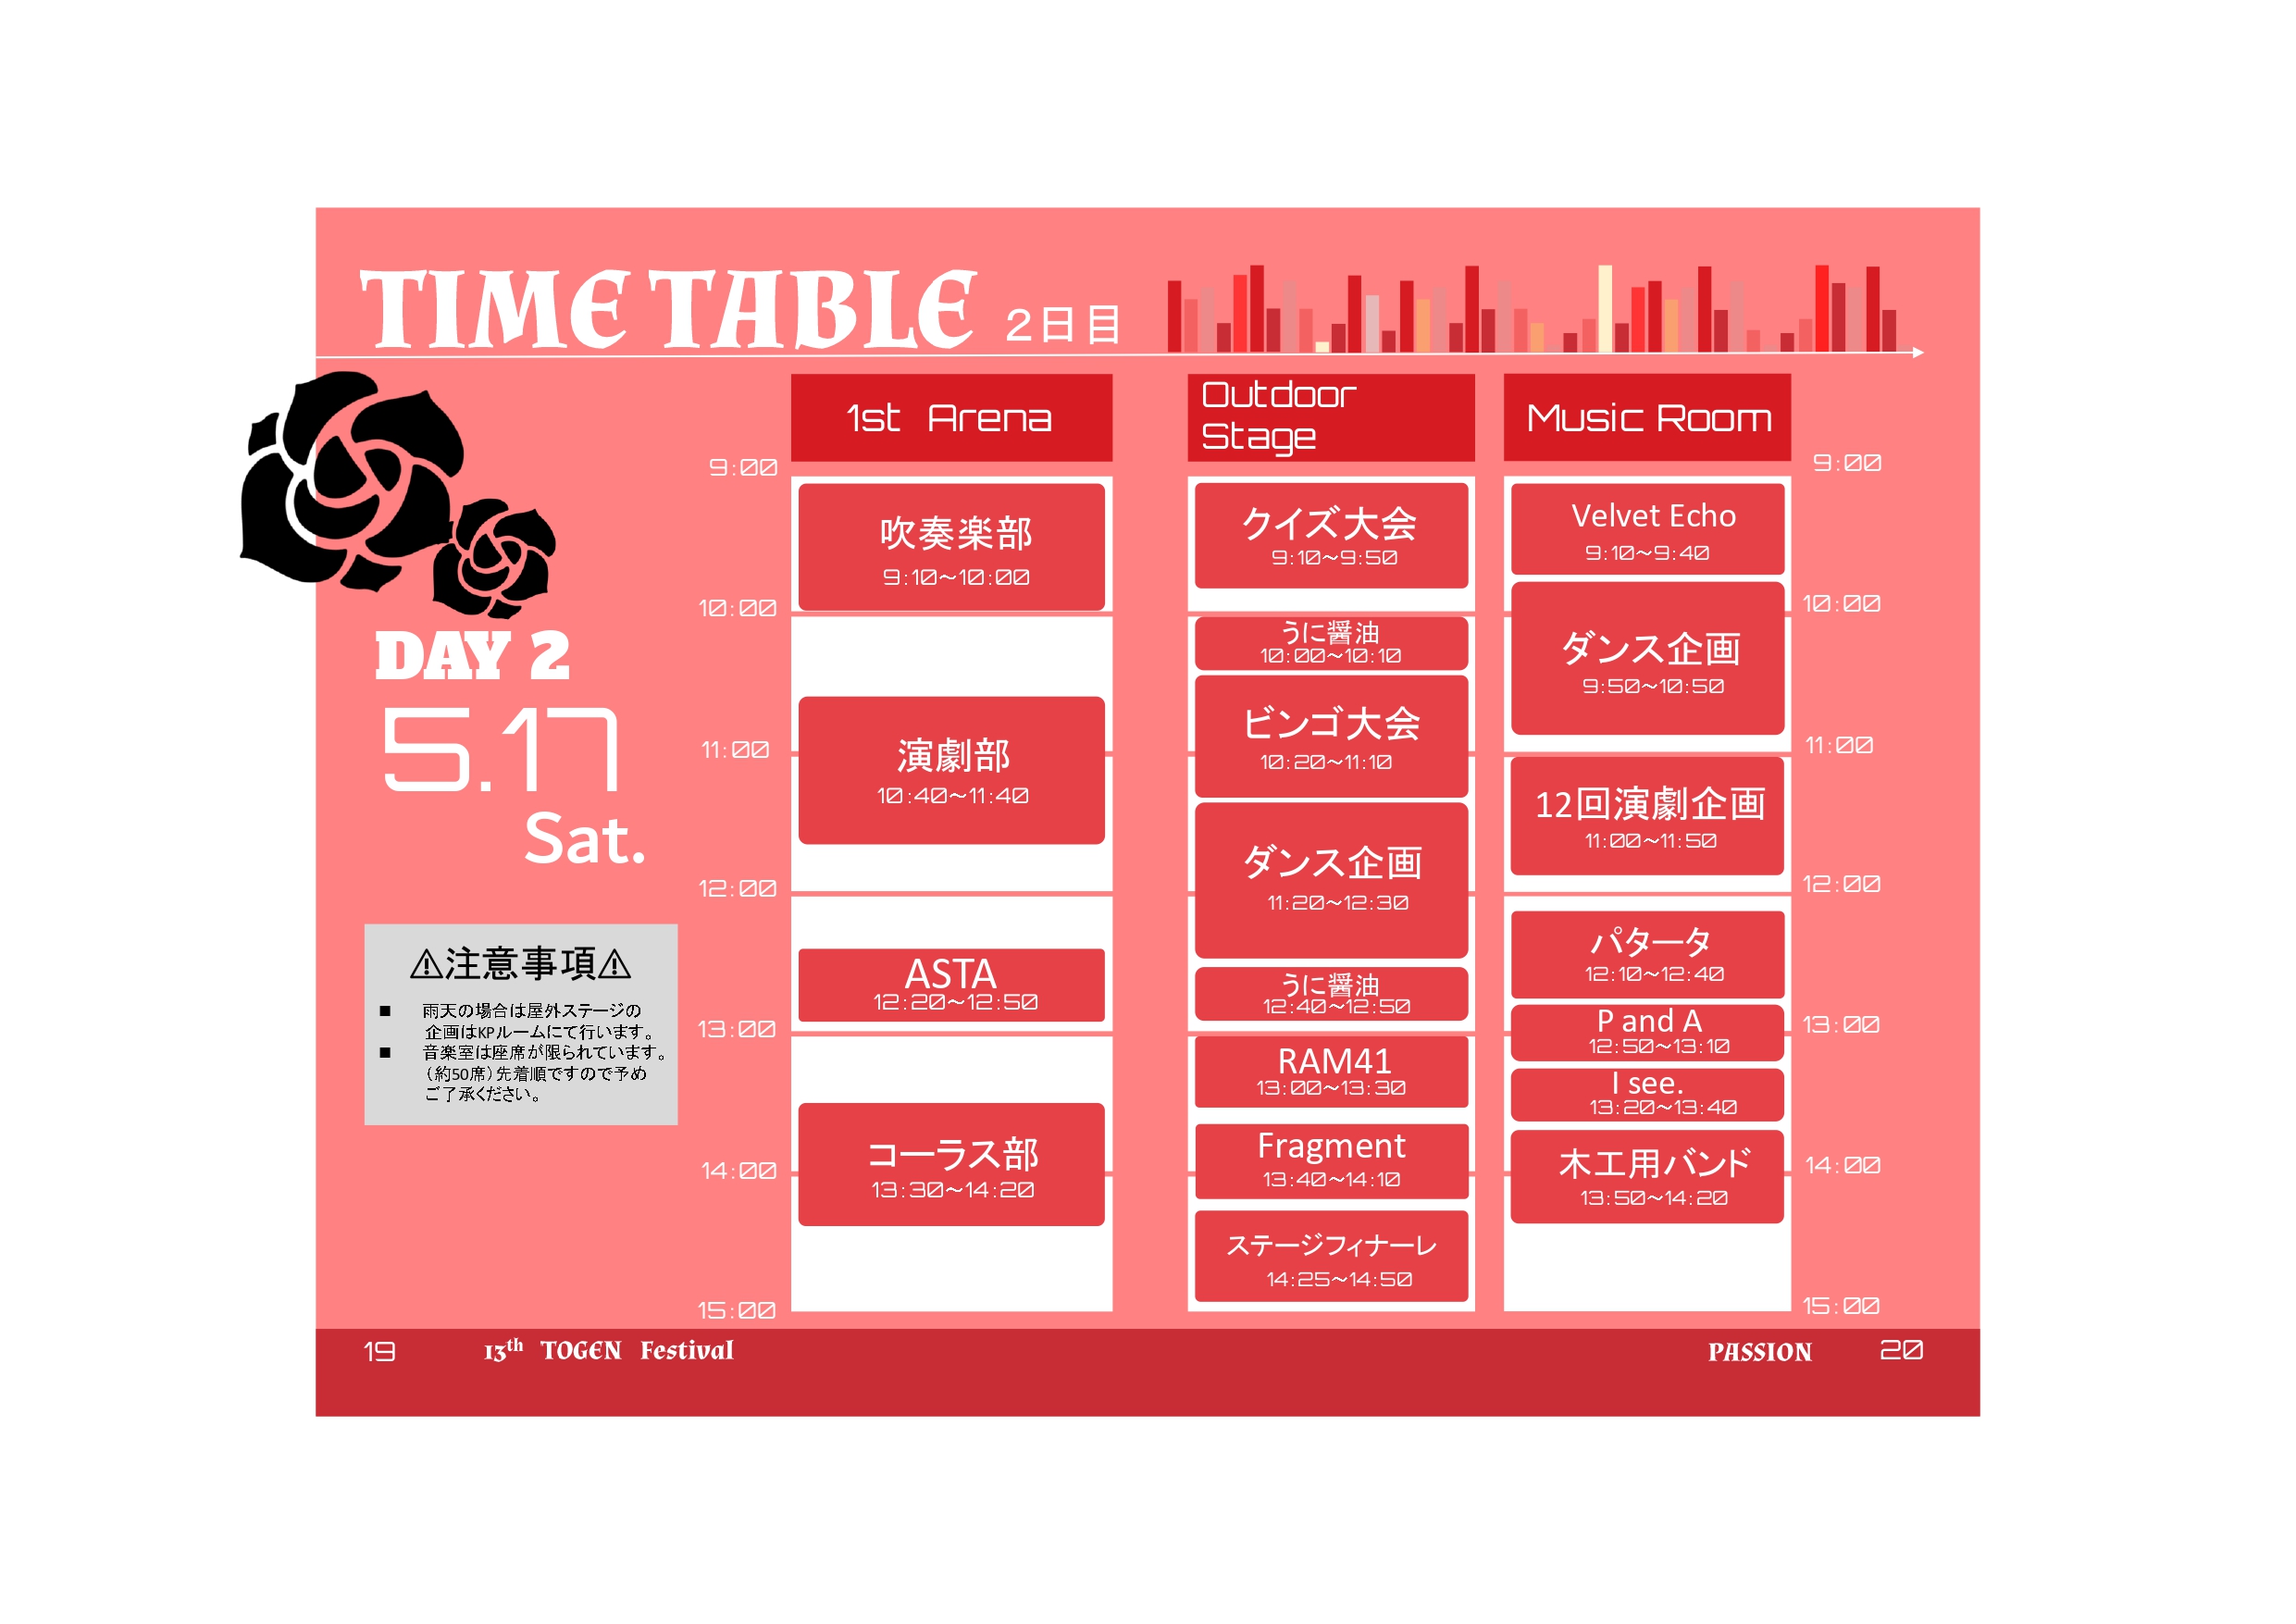 TIME TABLE 2日目
1st Arena
Outdoor
Stage
Music Room
9:00
10:00
11:00
12:00
13:00
14:00
15:00
吹奏楽部
9:10~10:00
演劇部
10:40~11:40
ASTA
12:20~12:50
コーラス部
13:30~14:20
クイズ大会
9:10~9:50
うに醤油
10:00~10:10
ビンゴ大会
10:20~11:10
ダンス企画
11:20~12:30
うに醤油
12:40~12:50
RAM41
13:00~13:30
Fragment
13:40~14:10
ステージフィナーレ
14:25~14:50
Velvet Echo
9:10~9:40
ダンス企画
9:50~10:50
12回演劇企画
11:00~11:50
パタータ
12:10~12:40
P and A
12:50~13:10
I see.
13:20~13:40
木工用バンド
13:50~14:20
9:00
10:00
11:00
12:00
13:00
14:00
15:00
DAY 2
5.17
Sat.
⚠注意事項⚠
■ 雨天の場合は屋外ステージの
企画はKPルームにて行います。
■ 音楽室は座席が限られています。
（約50席）先着順ですので予め
ご了承ください。
19 13th TOGEN Festival
PASSION 20